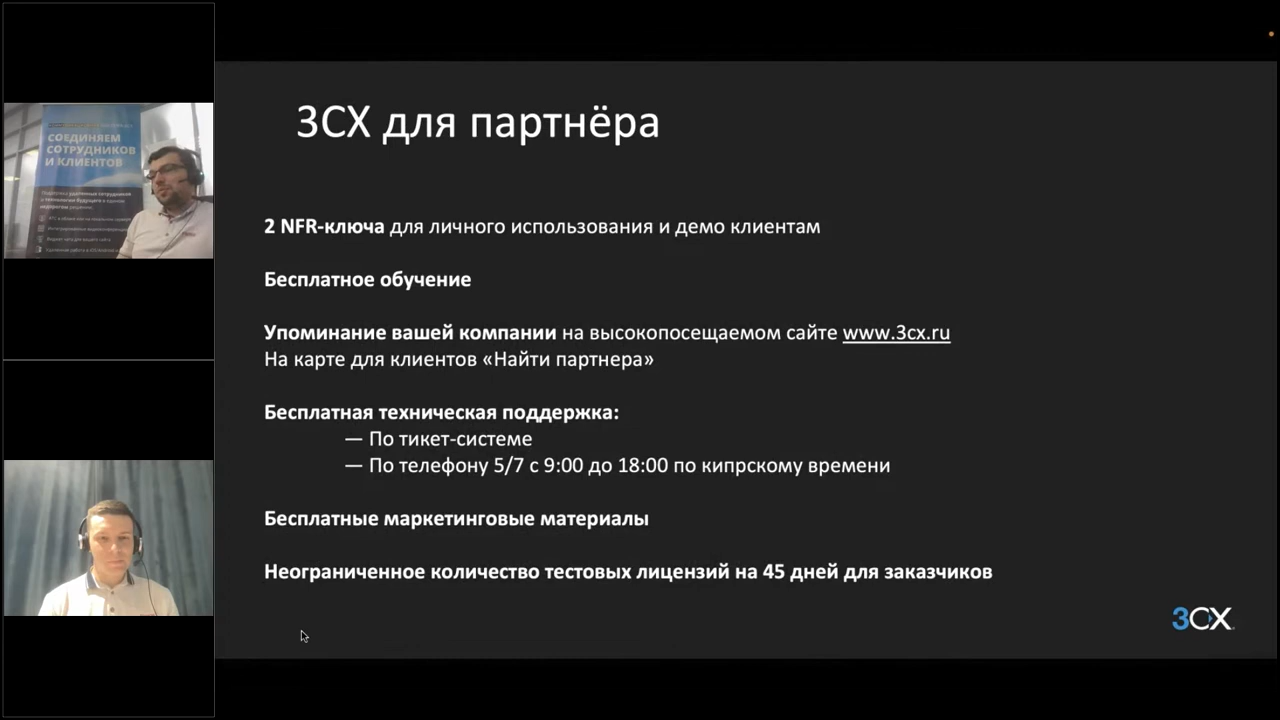 СОЕДИНЯЕМ
СОТРУДНИКОВ
И КЛИЕНТОВ
3CX для партнёра
2 NFR-ключа для личного использования и демо клиентам
Бесплатное обучение
Упоминание вашей компании на высокопосещаемом сайте www.3cx.ru
На карте для клиентов «Найти партнера»
Бесплатная техническая поддержка:
— По тикет-системе
— По телефону 5/7 с 9:00 до 18:00 по кипрскому времени
Бесплатные маркетинговые материалы
Неограниченное количество тестовых лицензий на 45 дней для заказчиков
3CX